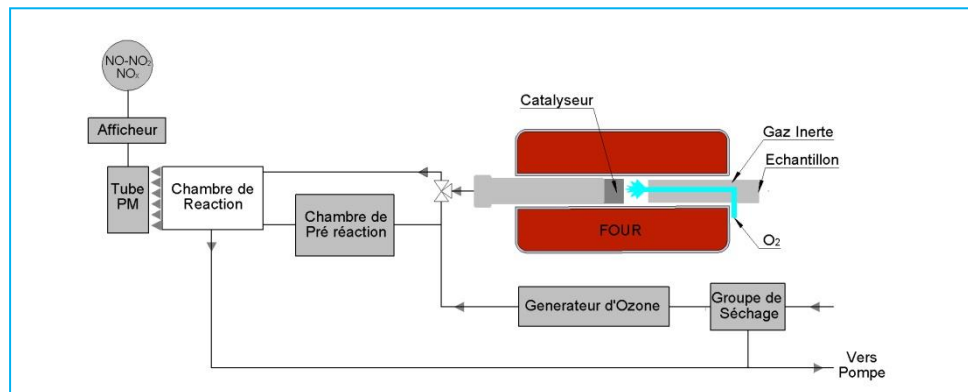 NO-NO₂
NOₓ
Afficheur
Tube
PM
Chambre de
Reaction
Chambre de
Pré réaction
Catalyseur
Gaz Inerte
Echantillon
FOUR
O₂
Generateur d'Ozone
Groupe de
Séchage
Vers
Pompe